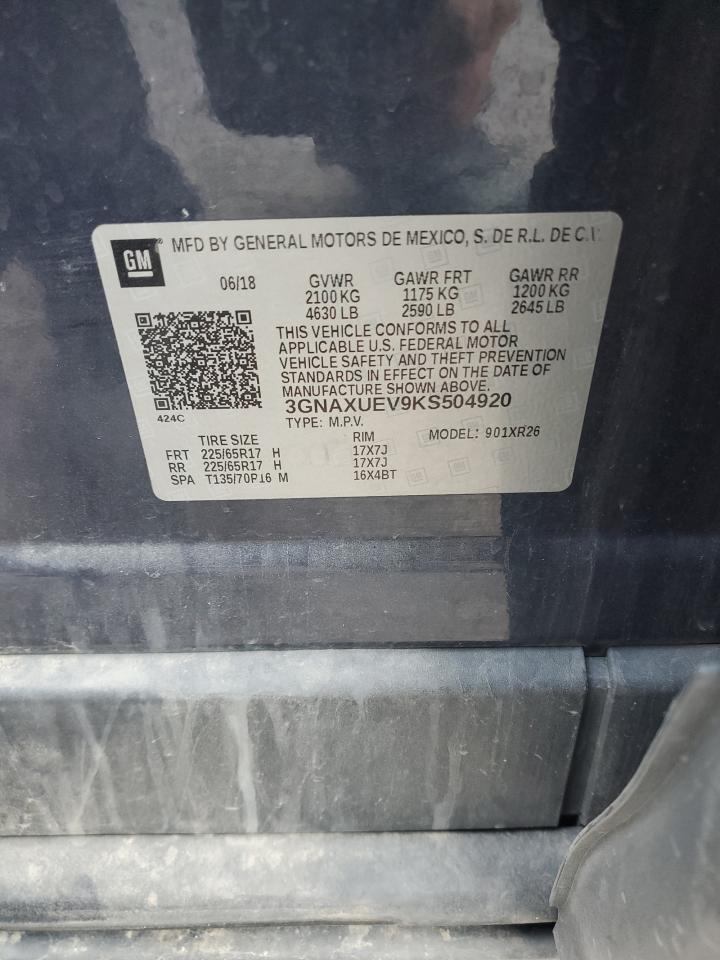 GM ® MFD BY GENERAL MOTORS DE MEXICO, S. DE R.L. DE C.V.
06/18 GVWR GAWR FRT GAWR RR
2100 KG 1175 KG 1200 KG
4630 LB 2590 LB 2645 LB
THIS VEHICLE CONFORMS TO ALL
APPLICABLE U.S. FEDERAL MOTOR
VEHICLE SAFETY AND THEFT PREVENTION
STANDARDS IN EFFECT ON THE DATE OF
MANUFACTURE SHOWN ABOVE.
3GNAXUEV9KS504920
424C TYPE: M.P.V. MODEL: 901XR26
TIRE SIZE RIM
FRT 225/65R17 H 17X7J
RR 225/65R17 H 17X7J
SPA T135/70R16 M 16X4BT